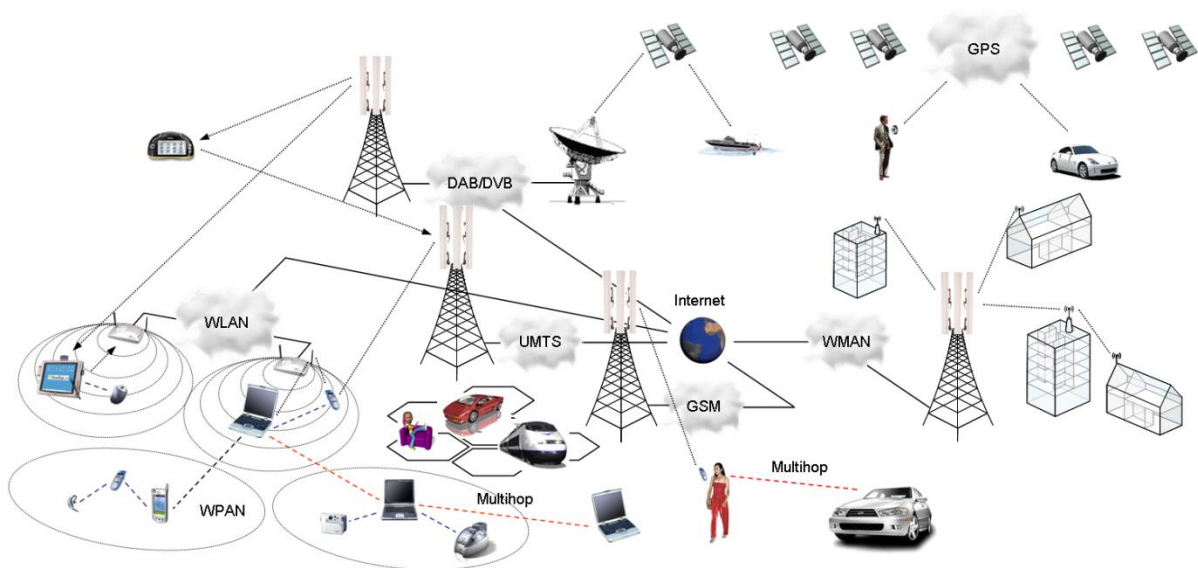 GPS
DAB/DVB
Internet
WLAN
UMTS
WMAN
GSM
Multihop
Multihop
WPAN